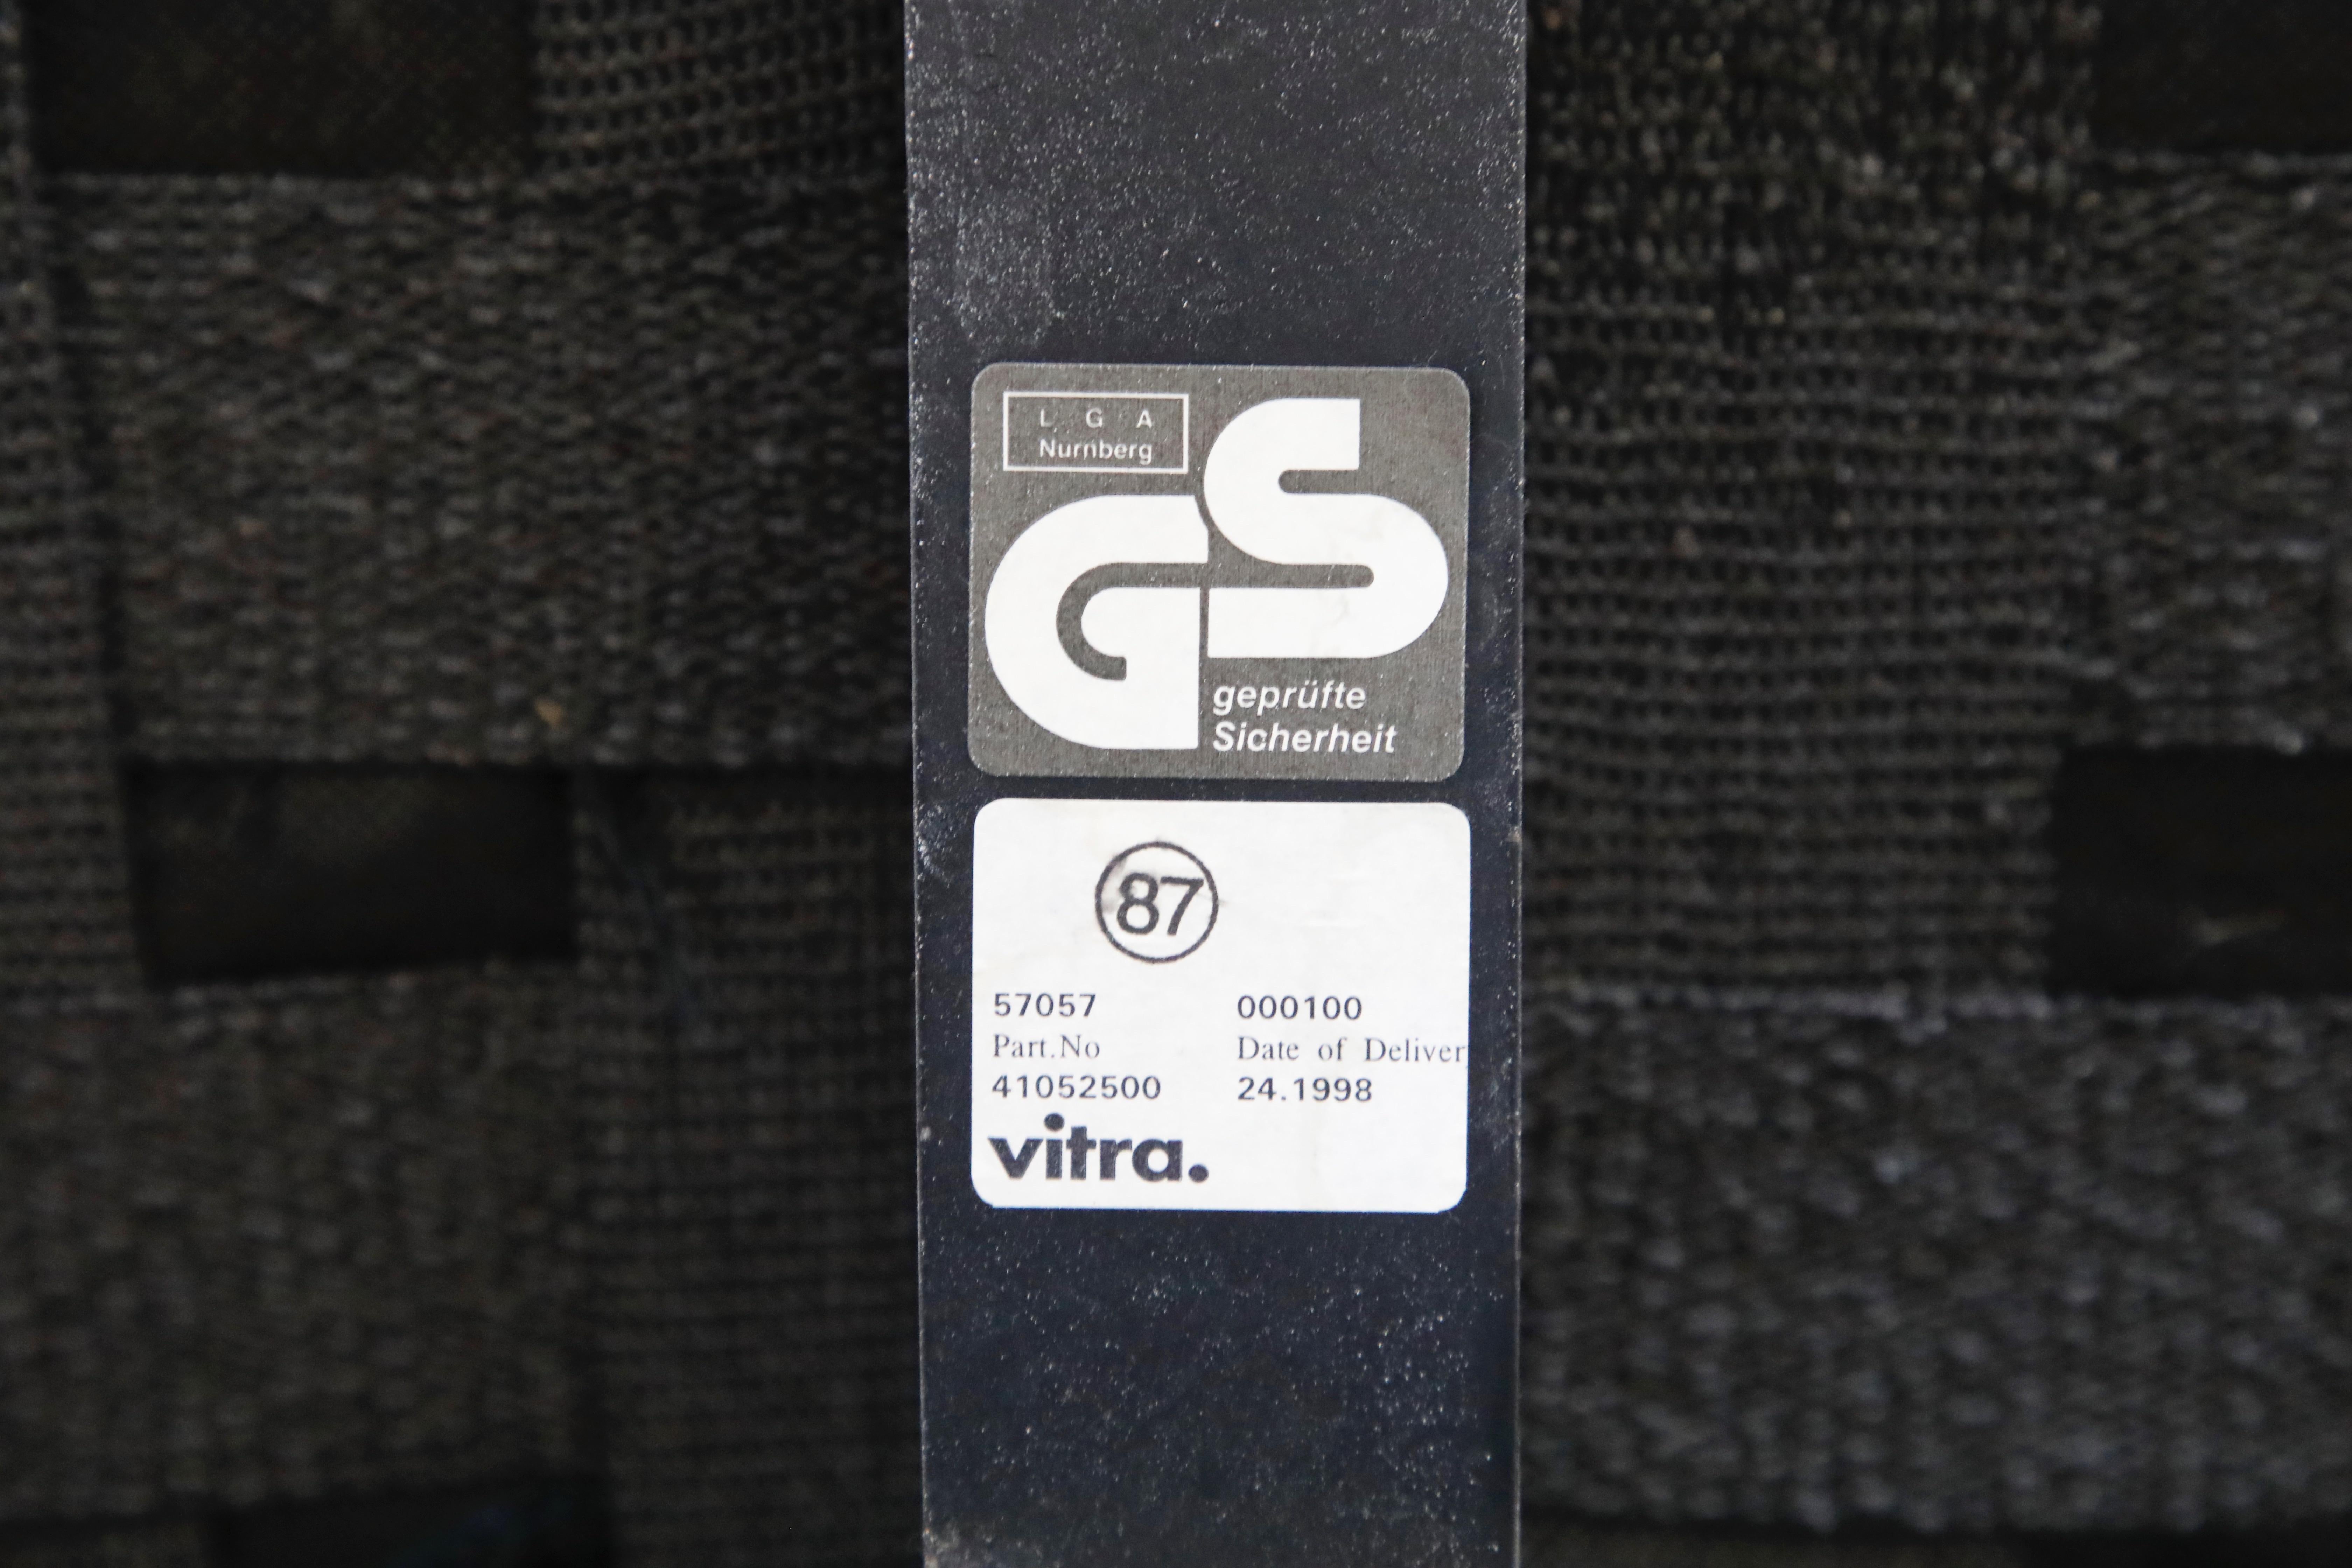 L G A
Nurnberg
GS
geprüfte
Sicherheit
87
57057 000100
Part.No Date of Deliver
41052500 24.1998
vitra.